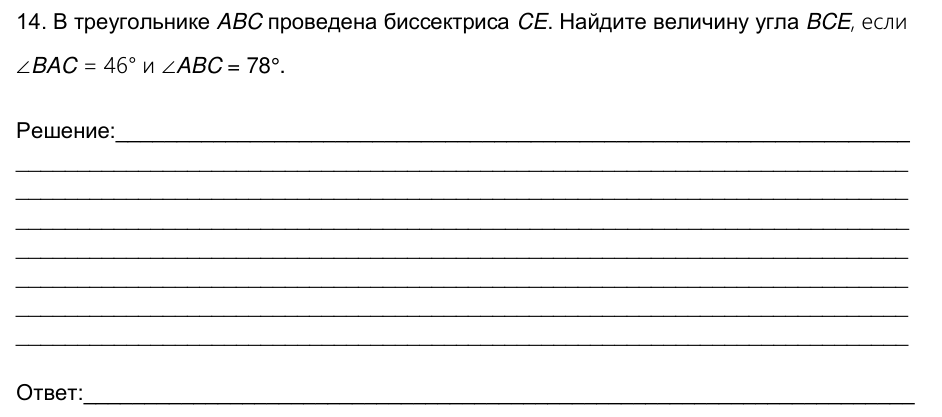 14. В треугольнике ABC проведена биссектриса CE. Найдите величину угла BCE, если
∠BAC = 46° и ∠ABC = 78°.
Решение:
Ответ: